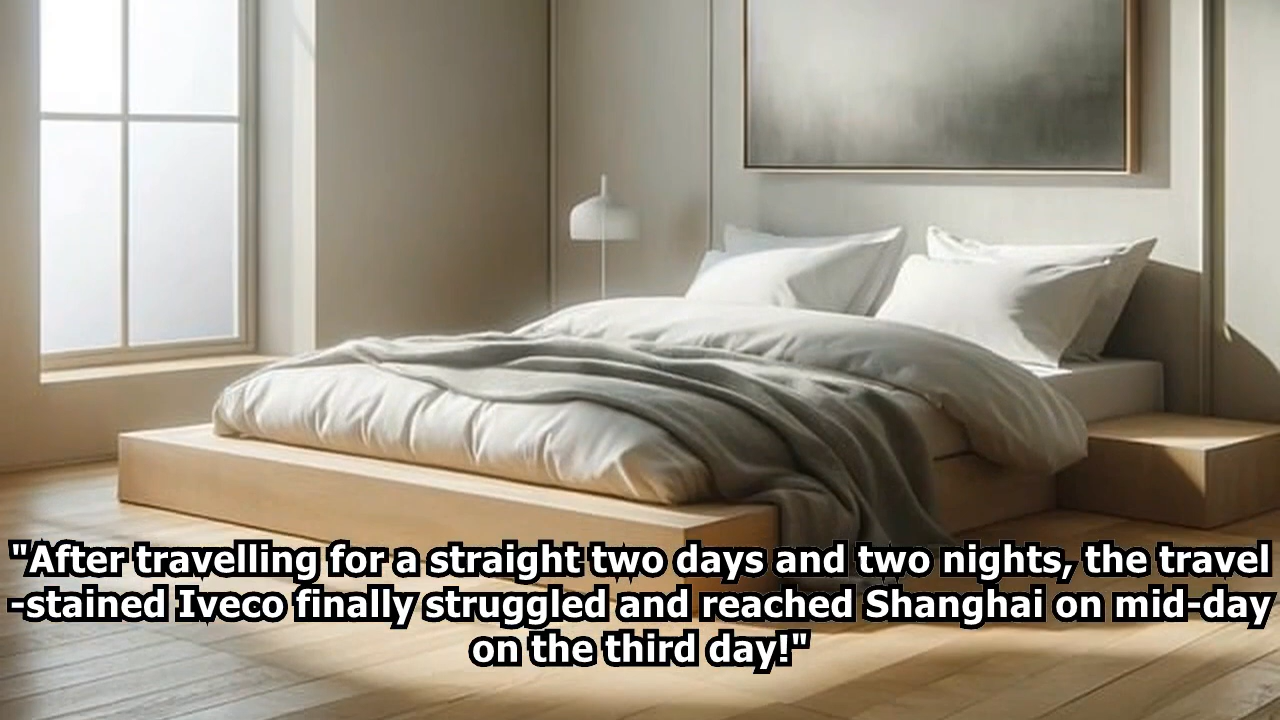 "After travelling for a straight two days and two nights, the travel
-stained Iveco finally struggled and reached Shanghai on mid-day
on the third day!"